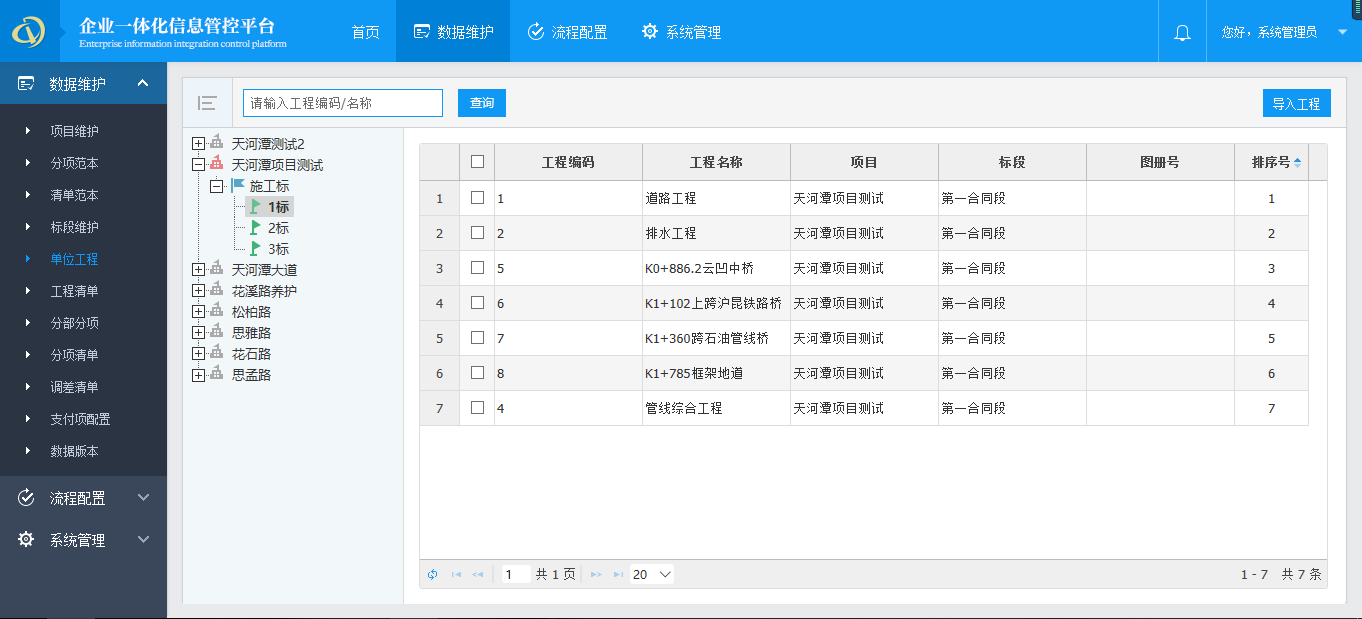 企业一体化信息管控平台
Enterprise information integration control platform
首页
数据维护
流程配置
系统管理
您好，系统管理员
数据维护
项目维护
分项范本
清单范本
标段维护
单位工程
工程清单
分部分项
分项清单
调差清单
支付项配置
数据版本
流程配置
系统管理
请输入工程编码/名称
查询
导入工程
天河潭测试2
天河潭项目测试
施工标
1标
2标
3标
天河潭大道
花溪路养护
松柏路
思雅路
花石路
思孟路
工程编码 工程名称 项目 标段 图册号 排序号
1 1 道路工程 天河潭项目测试 第一合同段 1
2 2 排水工程 天河潭项目测试 第一合同段 2
3 5 K0+886.2云凹中桥 天河潭项目测试 第一合同段 3
4 6 K1+102上跨沪昆铁路桥 天河潭项目测试 第一合同段 4
5 7 K1+360跨石油管线桥 天河潭项目测试 第一合同段 5
6 8 K1+785框架地道 天河潭项目测试 第一合同段 6
7 4 管线综合工程 天河潭项目测试 第一合同段 7
1 共 1 页 20 1 - 7 共 7 条